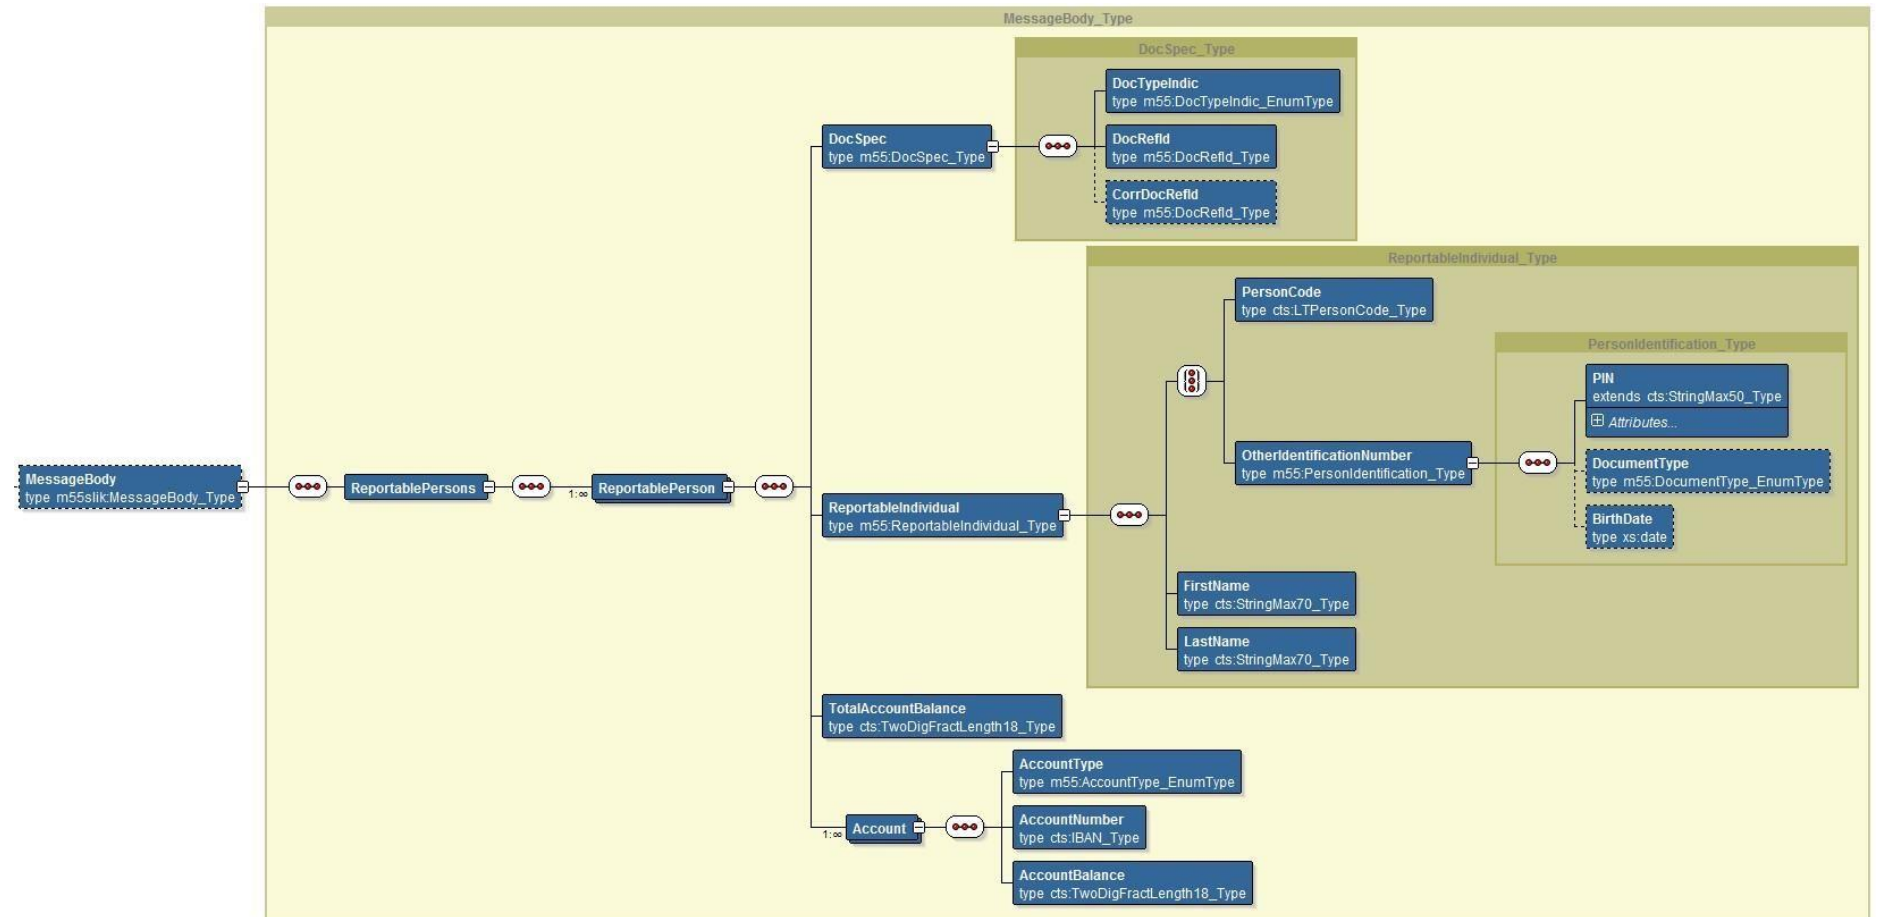 MessageBody_Type
DocSpec_Type
DocTypeIndic
type m55:DocTypeIndic_EnumType
DocSpec
type m55:DocSpec_Type
DocRefId
type m55:DocRefId_Type
CorrDocRefId
type m55:DocRefId_Type
ReportableIndividual_Type
PersonCode
type cts:LTPersonCode_Type
PersonIdentification_Type
PIN
extends cts:StringMax50_Type
Attributes...
OtherIdentificationNumber
type m55:PersonIdentification_Type
DocumentType
type m55:DocumentType_EnumType
BirthDate
type xs:date
MessageBody
type m55slik:MessageBody_Type
ReportablePersons
1:∞
ReportablePerson
ReportableIndividual
type m55:ReportableIndividual_Type
FirstName
type cts:StringMax70_Type
LastName
type cts:StringMax70_Type
TotalAccountBalance
type cts:TwoDigFractLength18_Type
AccountType
type m55:AccountType_EnumType
1:∞
Account
AccountNumber
type cts:IBAN_Type
AccountBalance
type cts:TwoDigFractLength18_Type